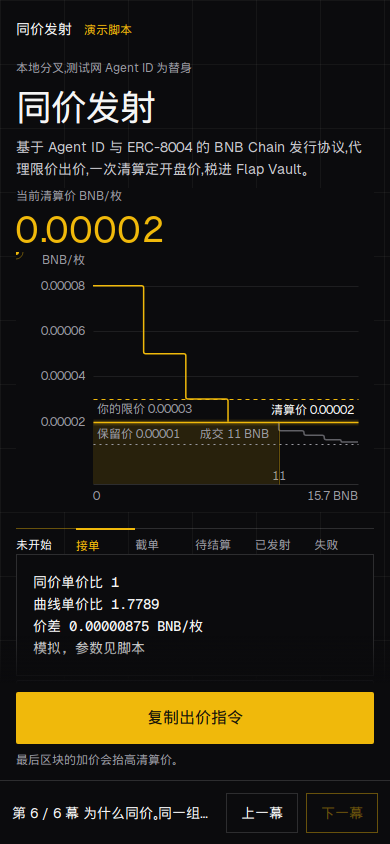 同价发射 演示脚本
本地分叉,测试网 Agent ID 为替身
同价发射
基于 Agent ID 与 ERC-8004 的 BNB Chain 发行协议,代
理限价出价,一次清算定开盘价,税进 Flap Vault。
当前清算价 BNB/枚
0.00002
BNB/枚
0.00008
0.00006
0.00004
你的限价 0.00003 清算价 0.00002
0.00002
保留价 0.00001 成交 11 BNB
11
0 15.7 BNB
未开始 接单 截单 待结算 已发射 失败
同价单价比 1
曲线单价比 1.7789
价差 0.00000875 BNB/枚
模拟, 参数见脚本
复制出价指令
最后区块的加价会抬高清算价。
第 6 / 6 幕 为什么同价。同一组… 上一幕 下一幕